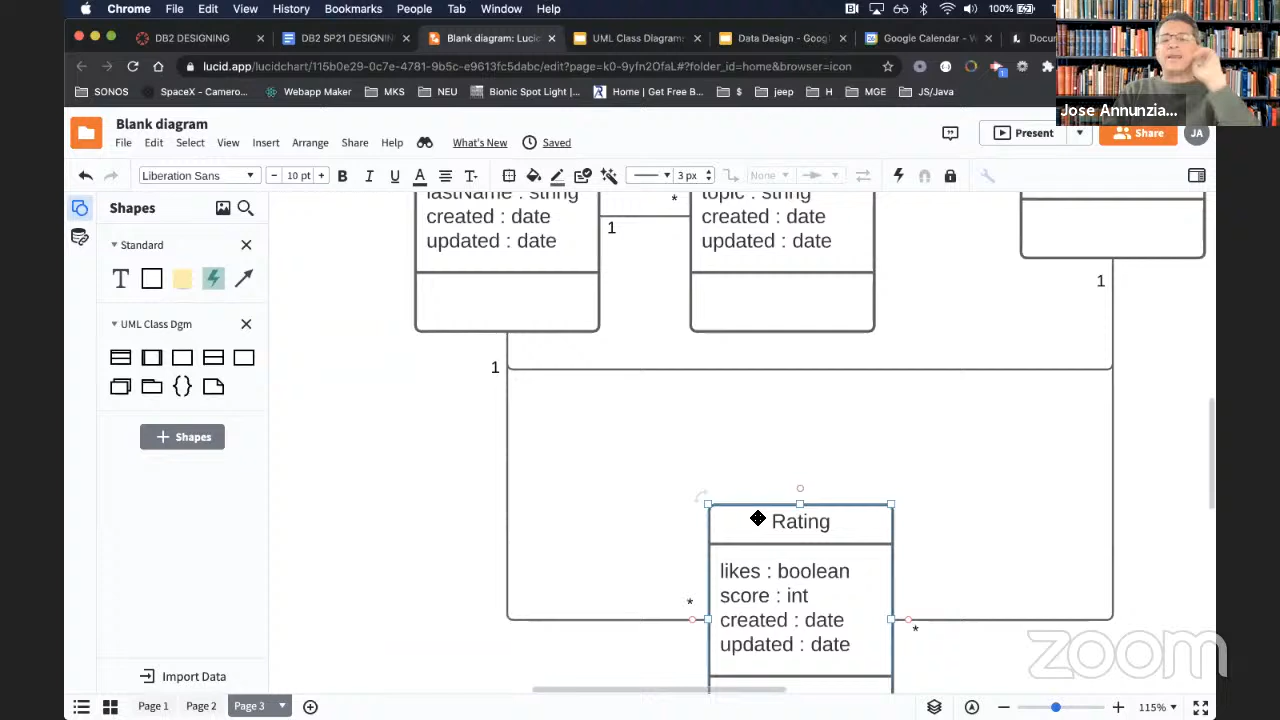 Chrome File Edit View History Bookmarks People Tab Window Help 100%
DB2 DESIGNING
DB2 SP21 DELIV
Blank diagram: Lucid
UML Class Diagram:
Data Design - Googl
Google Calendar - W
Docu
lucid.app/lucidchart/115b0e29-0c7e-4781-9b5c-d9613fc5dabc/edit?page=k0-9yIn2OfaL#?folder_id=home&browser=icon
SONOS SpaceX - Camero... Webapp Maker MKS NEU Bionic Spot Light |... Home | Get Free B... $ jeep H MGE JS/Java
Jose Annunzia...
Blank diagram
File Edit Select View Insert Arrange Share Help What's New Saved
Present Share JA
Liberation Sans 10 pt B I U A T 3 px None
Shapes
Standard
T
UML Class Dgm
Shapes
Import Data
lastName : string
created : date
updated : date
*
1
topic : string
created : date
updated : date
1
1
Rating
likes : boolean
score : int
created : date
updated : date
*
*
zoom
Page 1 Page 2 Page 3 115%